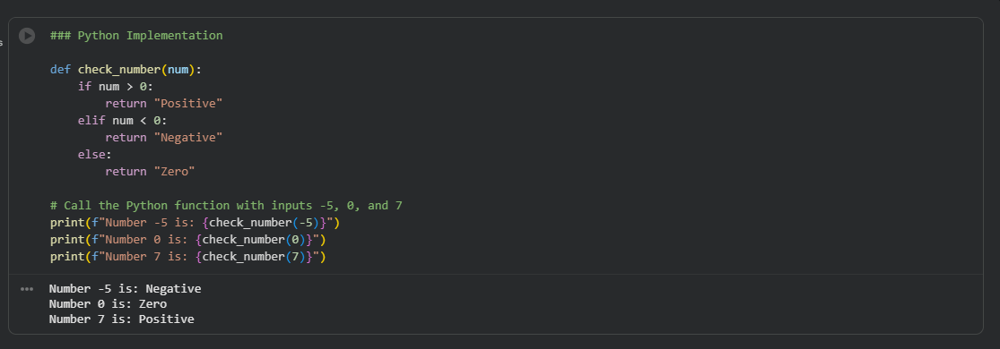 s
### Python Implementation
def check_number(num):
    if num > 0:
        return "Positive"
    elif num < 0:
        return "Negative"
    else:
        return "Zero"
# Call the Python function with inputs -5, 0, and 7
print(f"Number -5 is: {check_number(-5)}")
print(f"Number 0 is: {check_number(0)}")
print(f"Number 7 is: {check_number(7)}")
Number -5 is: Negative
Number 0 is: Zero
Number 7 is: Positive